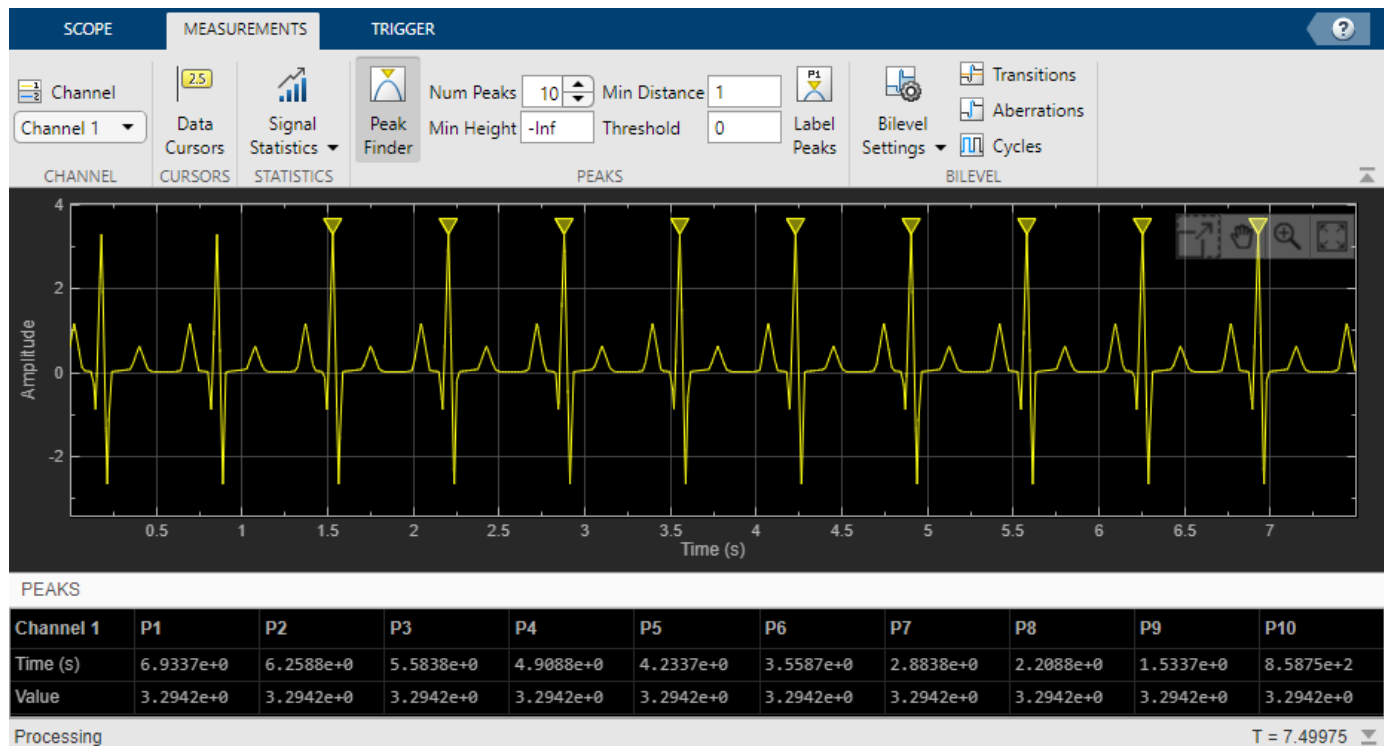 SCOPE MEASUREMENTS TRIGGER ?
Channel
Channel 1
CHANNEL
2.5
Data
Cursors
CURSORS
Signal
Statistics
STATISTICS
Peak
Finder
Num Peaks 10 Min Distance 1
Min Height -Inf Threshold 0
P1
Label
Peaks
PEAKS
Bilevel
Settings
Transitions
Aberrations
Cycles
BILEVEL
4
2
0
-2
Amplitude
0.5 1 1.5 2 2.5 3 3.5 4 4.5 5 5.5 6 6.5 7
Time (s)
PEAKS
Channel 1 P1 P2 P3 P4 P5 P6 P7 P8 P9 P10
Time (s) 6.9337e+0 6.2588e+0 5.5838e+0 4.9088e+0 4.2337e+0 3.5587e+0 2.8838e+0 2.2088e+0 1.5337e+0 8.5875e+2
Value 3.2942e+0 3.2942e+0 3.2942e+0 3.2942e+0 3.2942e+0 3.2942e+0 3.2942e+0 3.2942e+0 3.2942e+0 3.2942e+0
Processing T = 7.49975